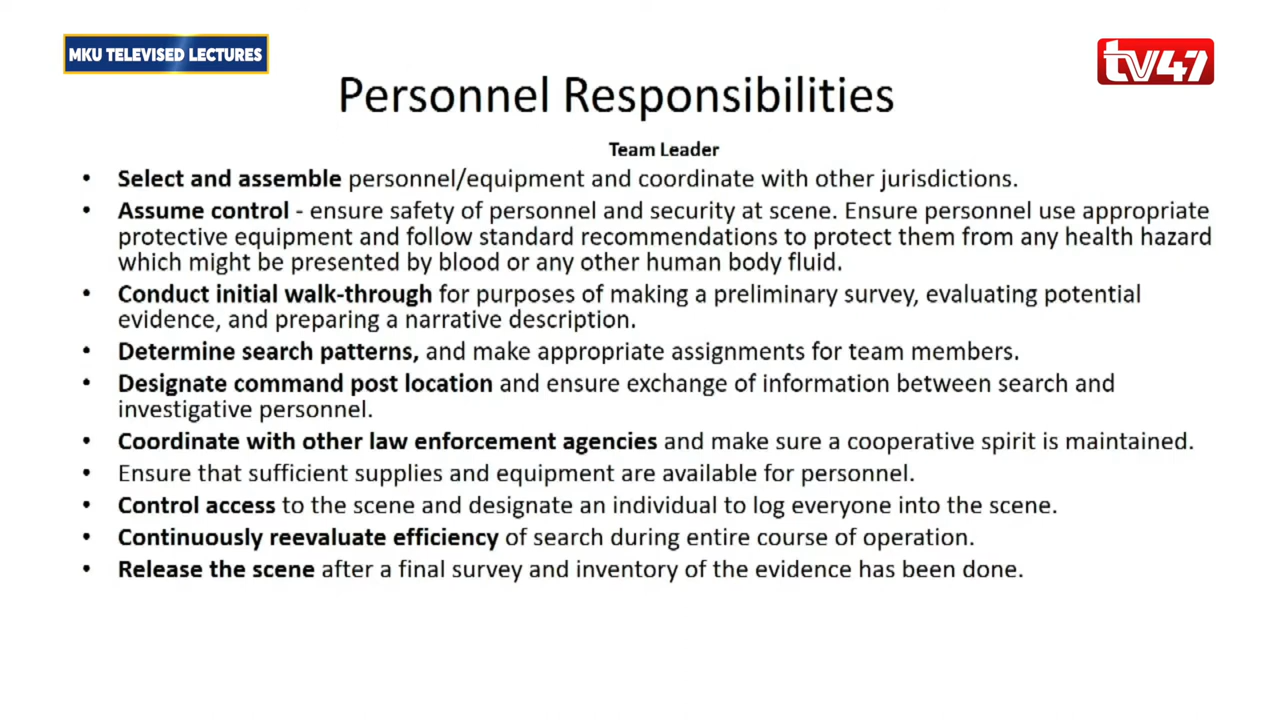 MKU TELEVISED LECTURES
tv47
Personnel Responsibilities
Team Leader
• Select and assemble personnel/equipment and coordinate with other jurisdictions.
• Assume control - ensure safety of personnel and security at scene. Ensure personnel use appropriate
protective equipment and follow standard recommendations to protect them from any health hazard
which might be presented by blood or any other human body fluid.
• Conduct initial walk-through for purposes of making a preliminary survey, evaluating potential
evidence, and preparing a narrative description.
• Determine search patterns, and make appropriate assignments for team members.
• Designate command post location and ensure exchange of information between search and
investigative personnel.
• Coordinate with other law enforcement agencies and make sure a cooperative spirit is maintained.
• Ensure that sufficient supplies and equipment are available for personnel.
• Control access to the scene and designate an individual to log everyone into the scene.
• Continuously reevaluate efficiency of search during entire course of operation.
• Release the scene after a final survey and inventory of the evidence has been done.